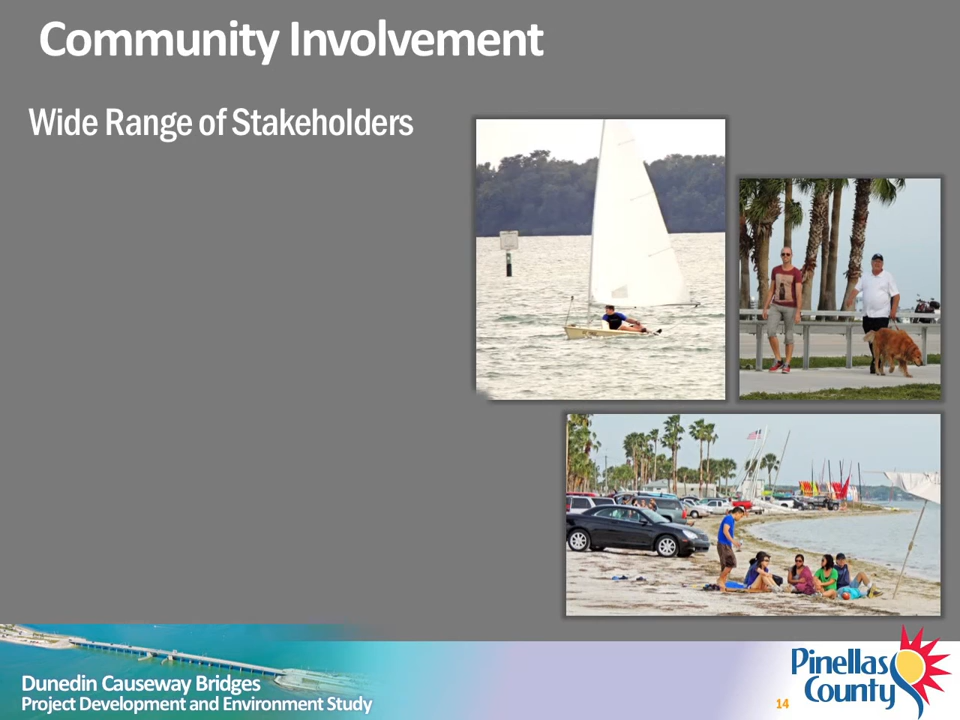 Community Involvement
Wide Range of Stakeholders
Dunedin Causeway Bridges
Project Development and Environment Study
14
Pinellas
County